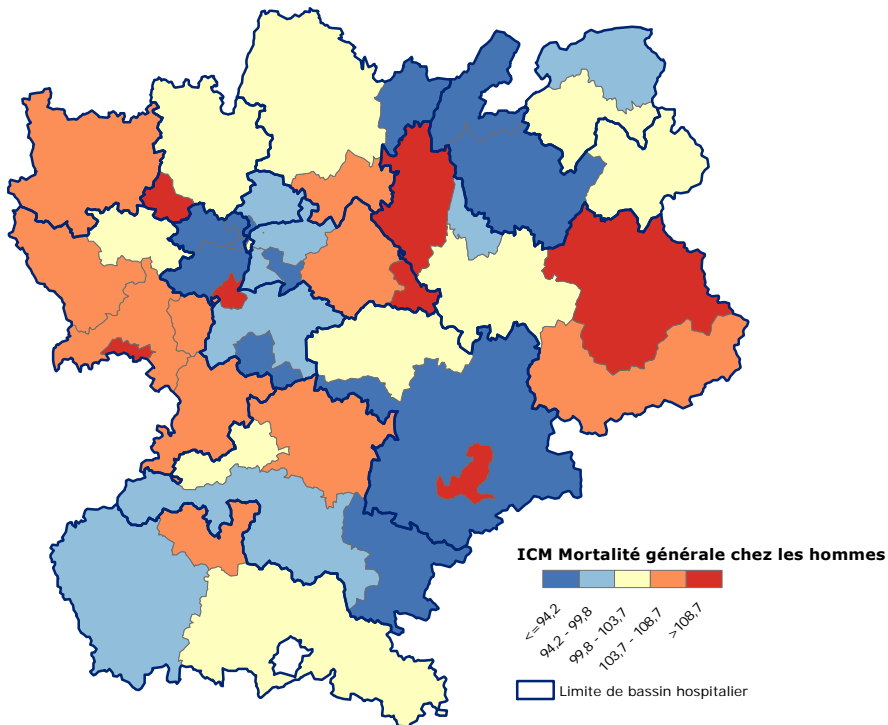 ICM Mortalité générale chez les hommes
<=94,2
94,2 - 99,8
99,8 - 103,7
103,7 - 108,7
>108,7
Limite de bassin hospitalier